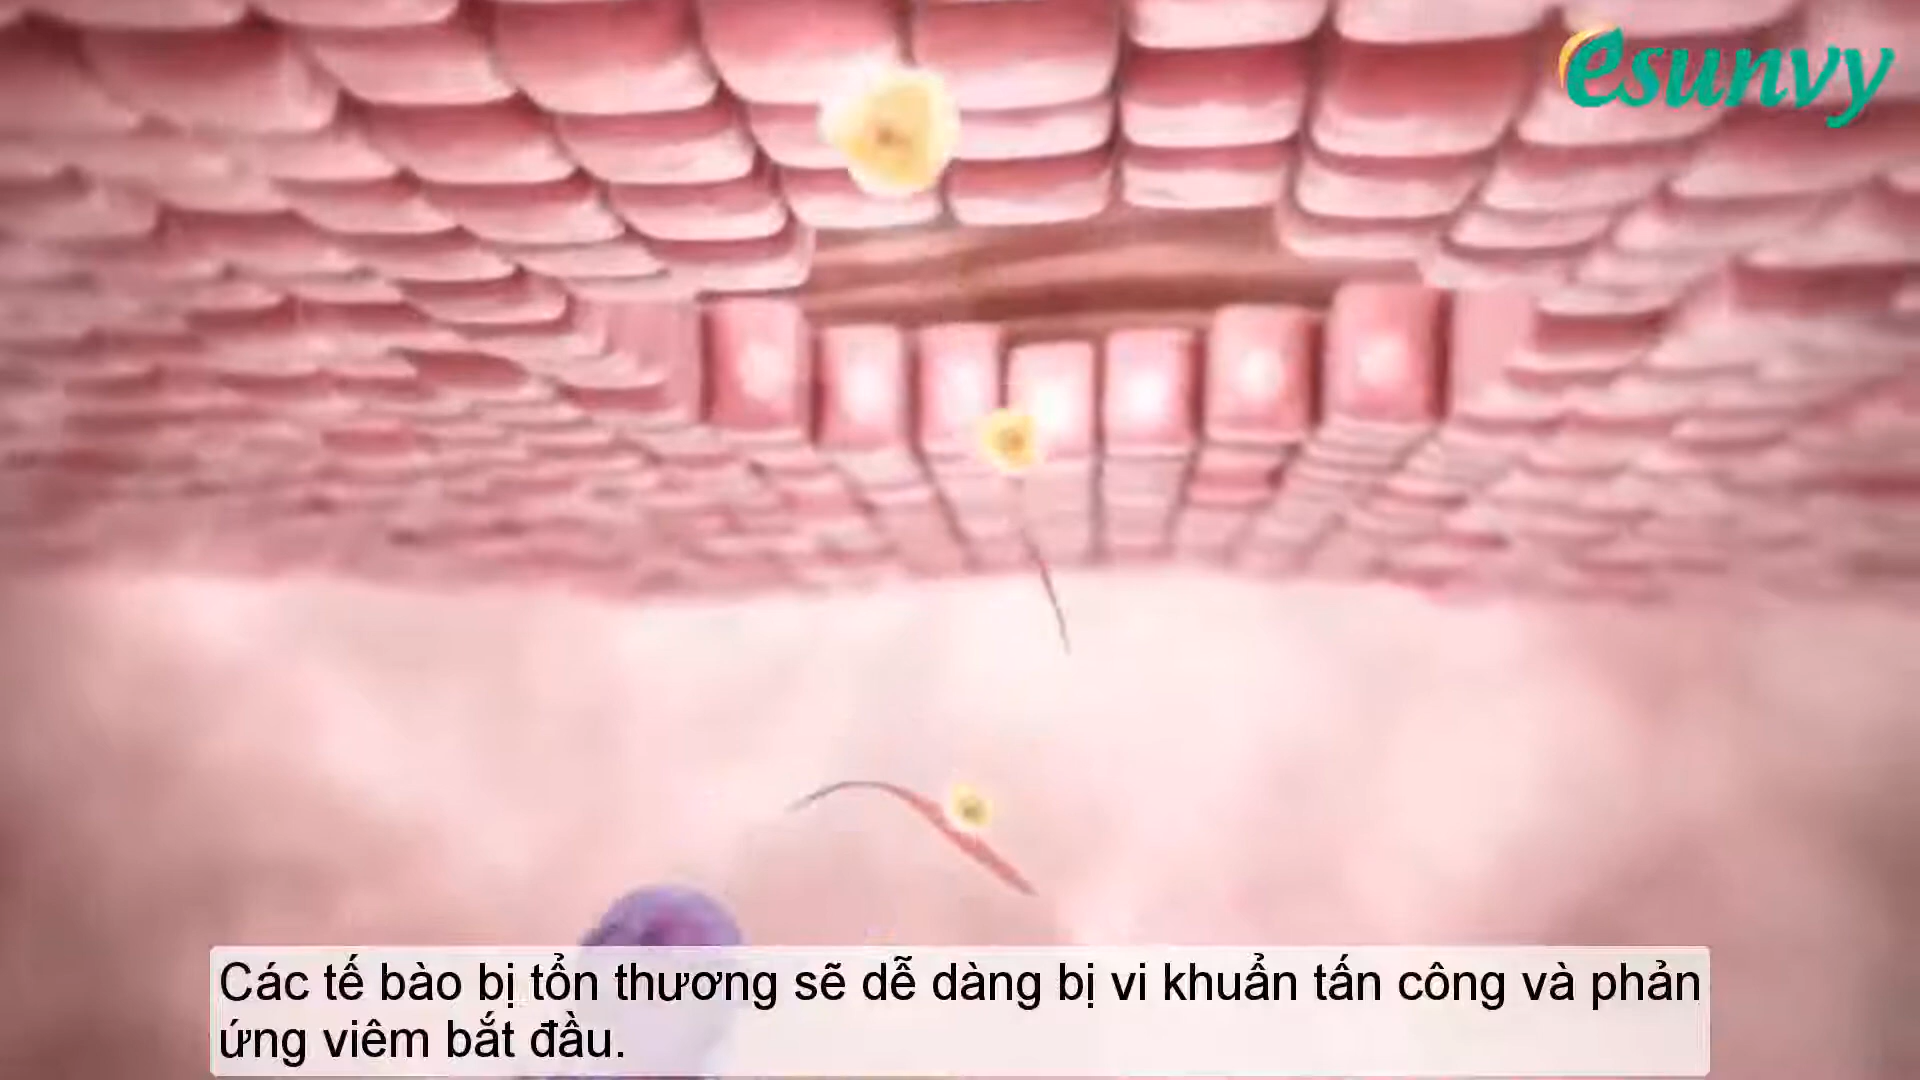 esunvy
Các tế bào bị tổn thương sẽ dễ dàng bị vi khuẩn tấn công và phản
ứng viêm bắt đầu.